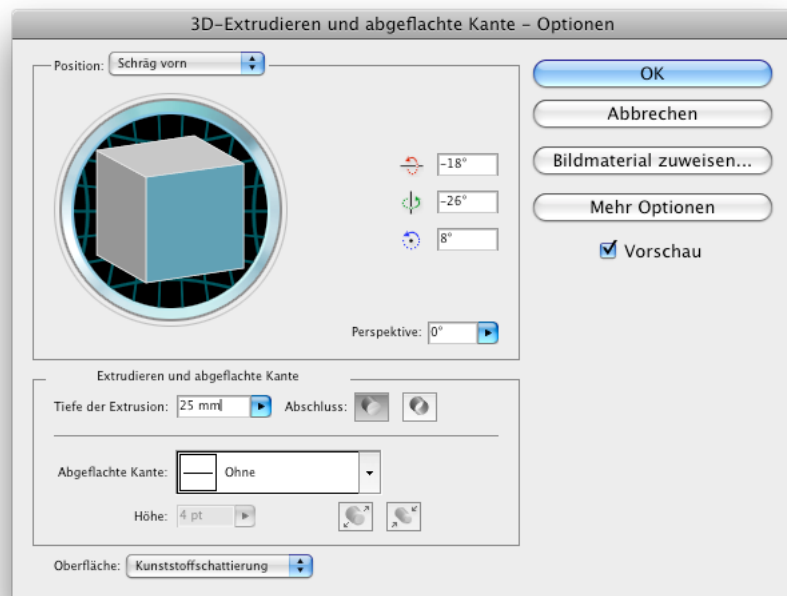 3D-Extrudieren und abgeflachte Kante – Optionen
Position: Schräg vorn
OK
Abbrechen
Bildmaterial zuweisen...
Mehr Optionen
Vorschau
-18°
-26°
8°
Perspektive: 0°
Extrudieren und abgeflachte Kante
Tiefe der Extrusion: 25 mm Abschluss:
Abgeflachte Kante: Ohne
Höhe: 4 pt
Oberfläche: Kunststoffschattierung